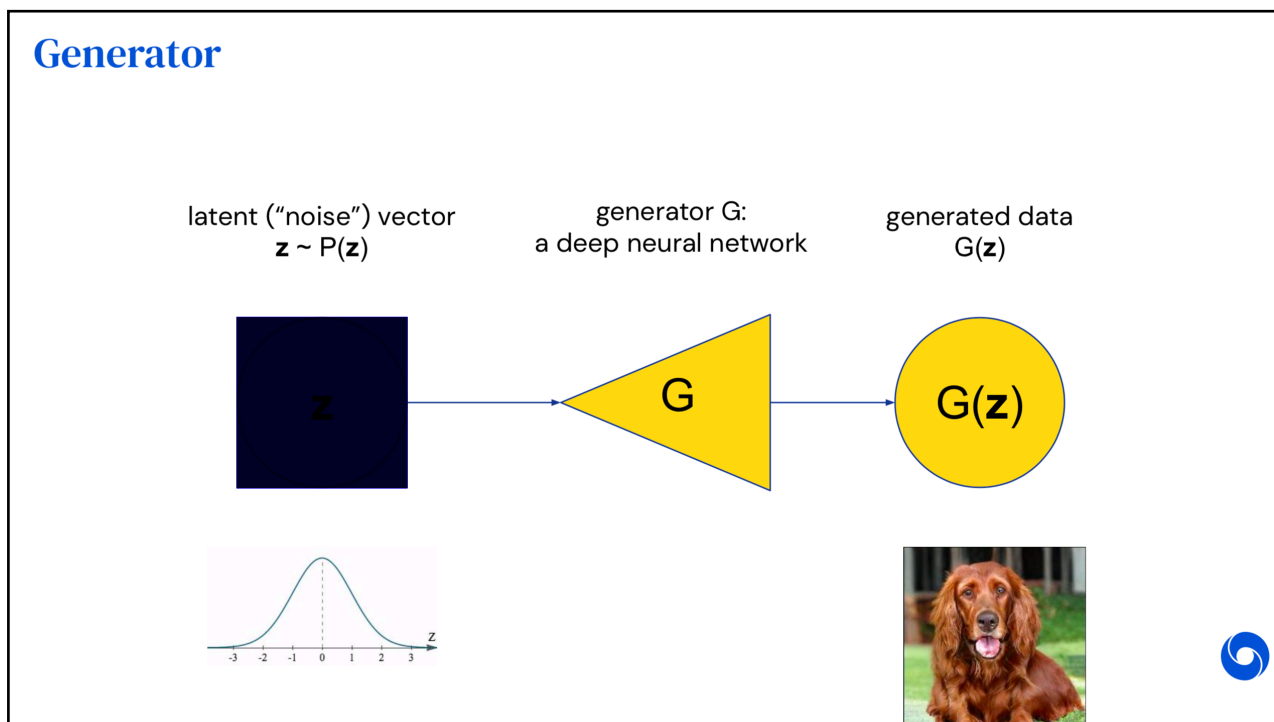 Generator
latent (“noise”) vector
z ~ P(z)
generator G:
a deep neural network
generated data
G(z)
z
G
G(z)
z
-3 -2 -1 0 1 2 3